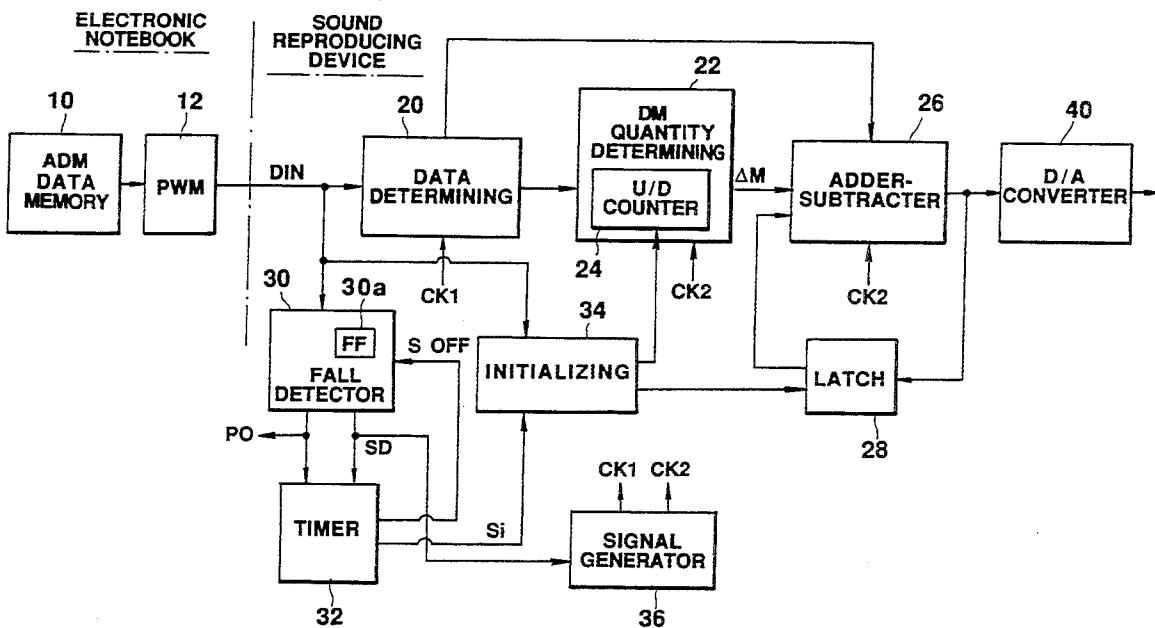 ELECTRONIC
NOTEBOOK
SOUND
REPRODUCING
DEVICE
10
12
20
22
26
40
ADM
DATA
MEMORY
PWM
DIN
DATA
DETERMINING
DM
QUANTITY
DETERMINING
U/D
COUNTER
24
ΔM
ADDER-
SUBTRACTER
D/A
CONVERTER
CK1
CK2
CK2
30
30a
FF
FALL
DETECTOR
S OFF
34
INITIALIZING
LATCH
28
PO
SD
TIMER
32
Si
CK1 CK2
SIGNAL
GENERATOR
36